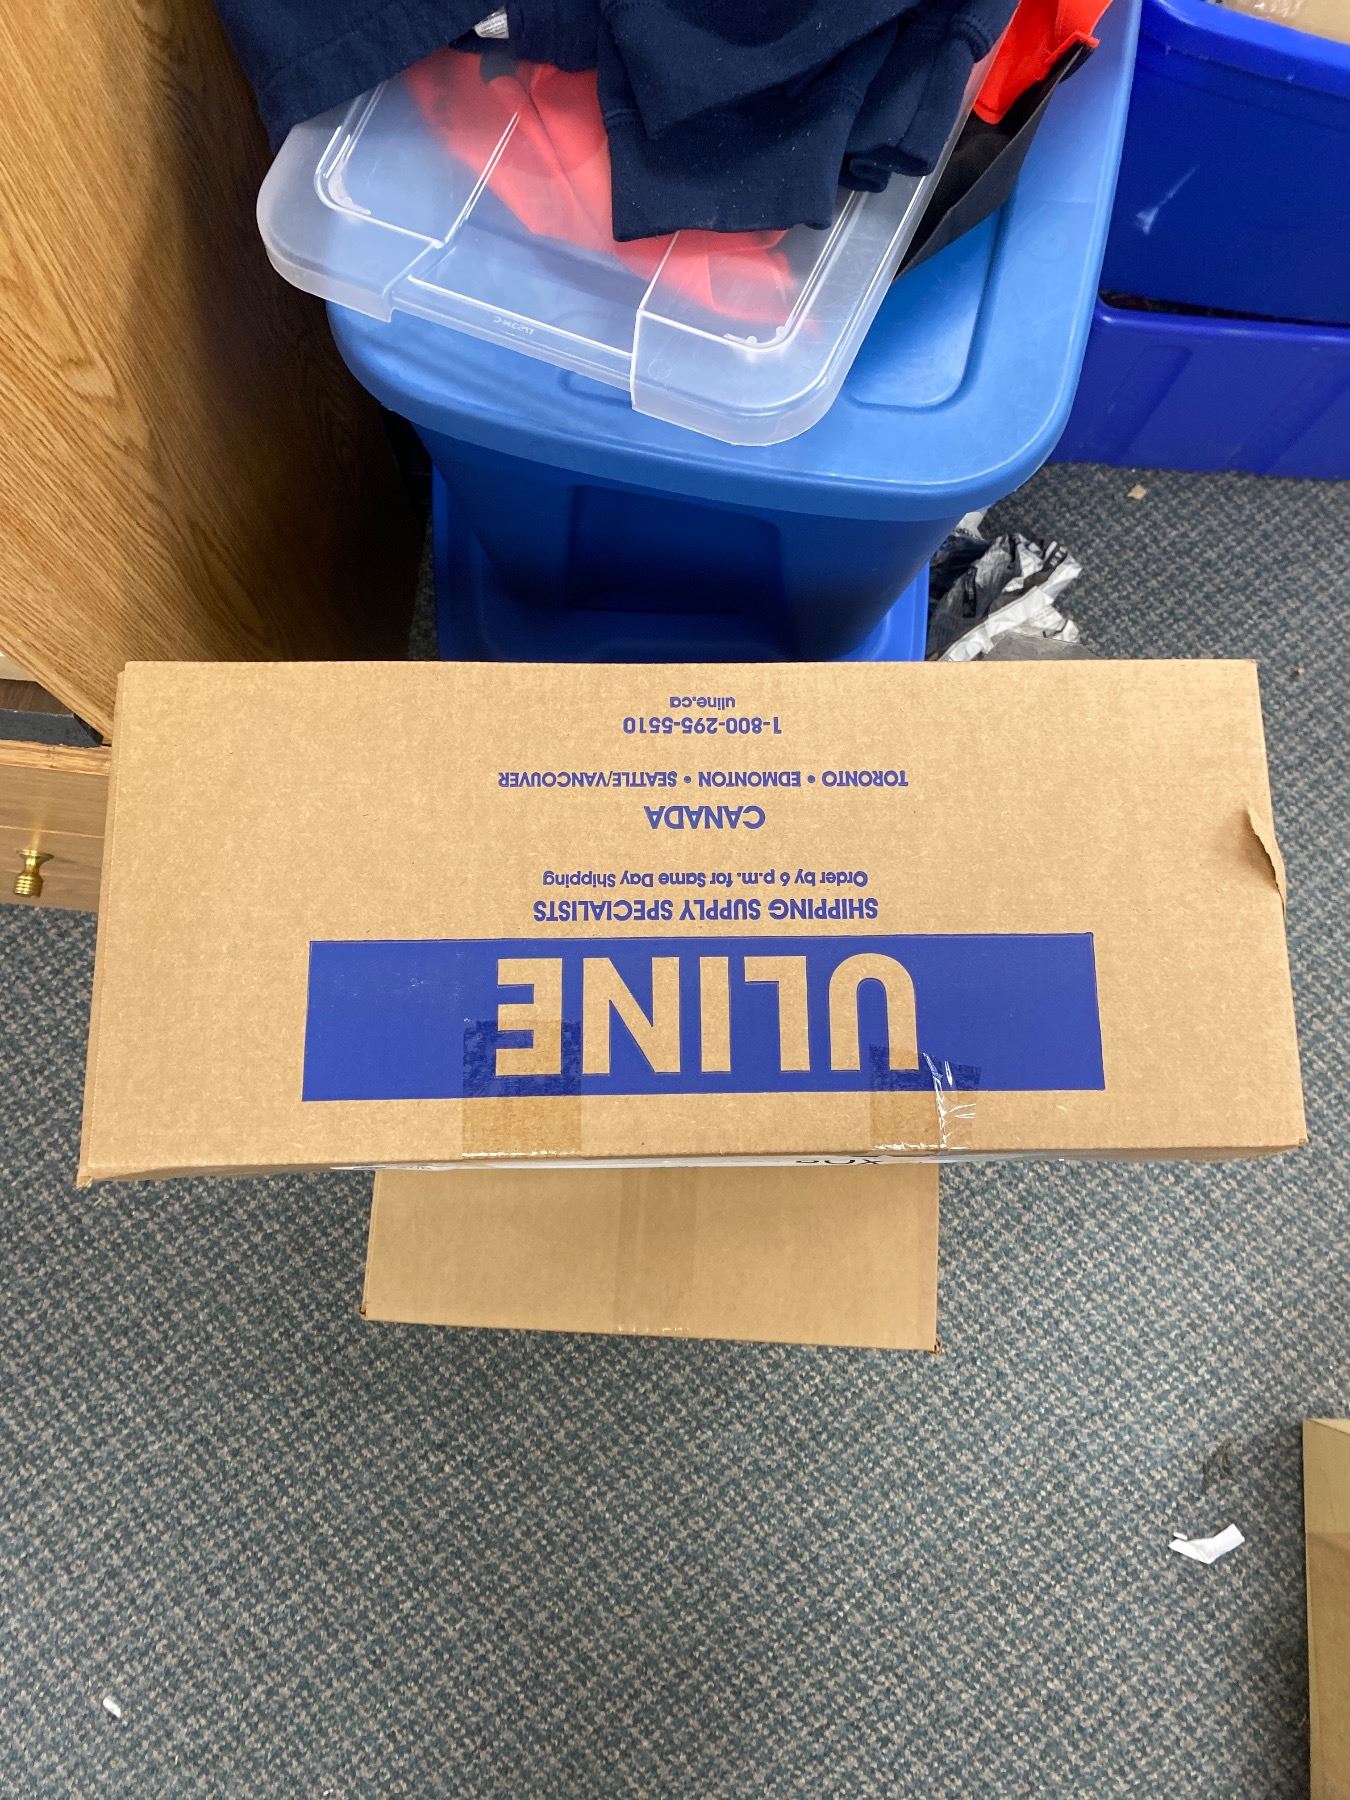 ULINE
SHIPPING SUPPLY SPECIALISTS
Order by 6 p.m. for Same Day Shipping
CANADA
TORONTO • EDMONTON • SEATTLE/VANCOUVER
1-800-295-5510
uline.ca